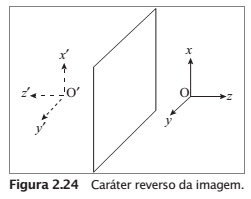 x′
x
z′
O′
O
z
y′
y
Figura 2.24 Caráter reverso da imagem.